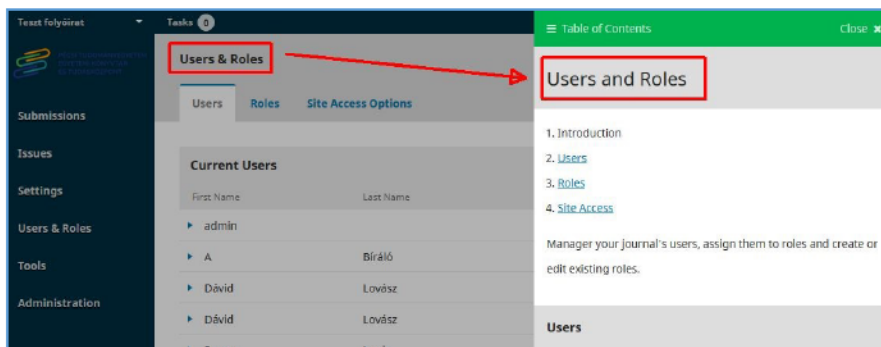 Teszt folyóirat
Tasks 0
Users & Roles
Submissions
Issues
Settings
Users & Roles
Tools
Administration
Users Roles Site Access Options
Current Users
First Name Last Name
admin
A Bíráló
Dávid Lovász
Dávid Lovász
Table of Contents Close
Users and Roles
1. Introduction
2. Users
3. Roles
4. Site Access
Manager your journal's users, assign them to roles and create or
edit existing roles.
Users